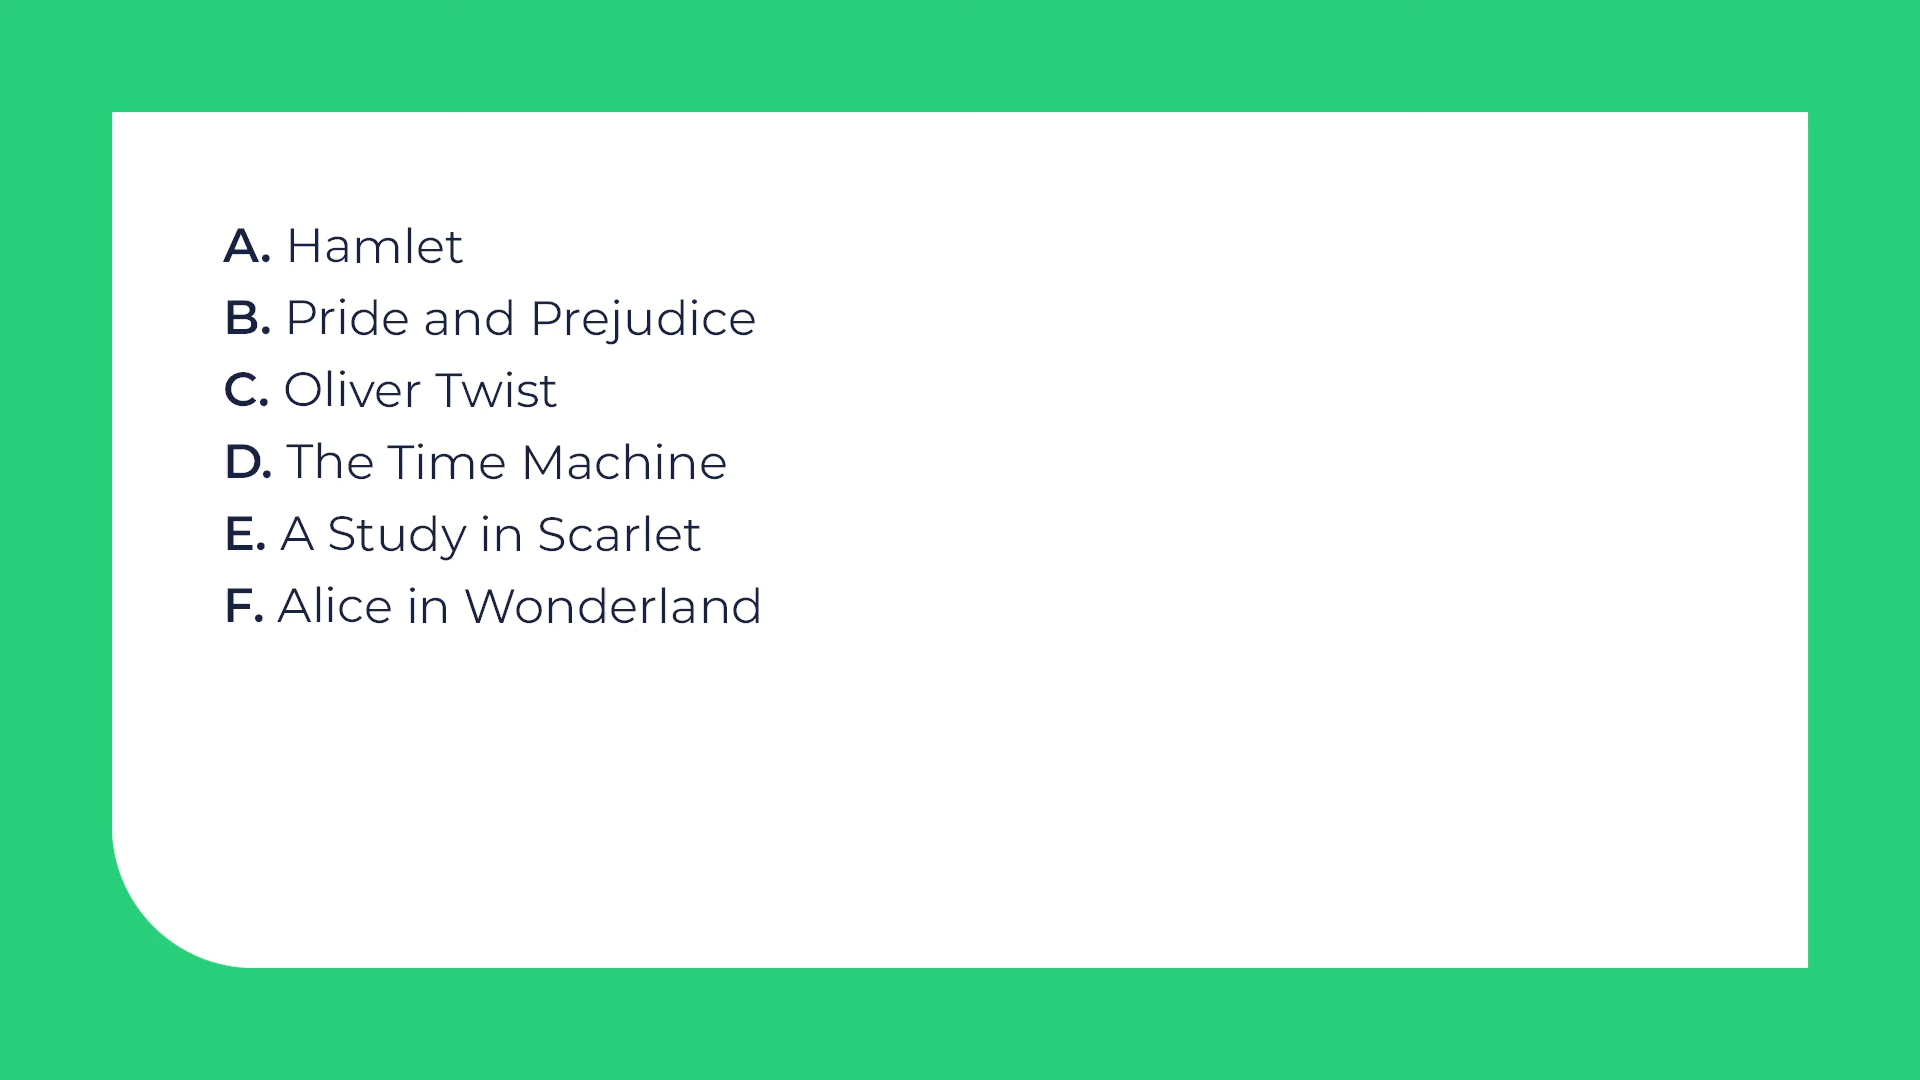 A. Hamlet
B. Pride and Prejudice
C. Oliver Twist
D. The Time Machine
E. A Study in Scarlet
F. Alice in Wonderland